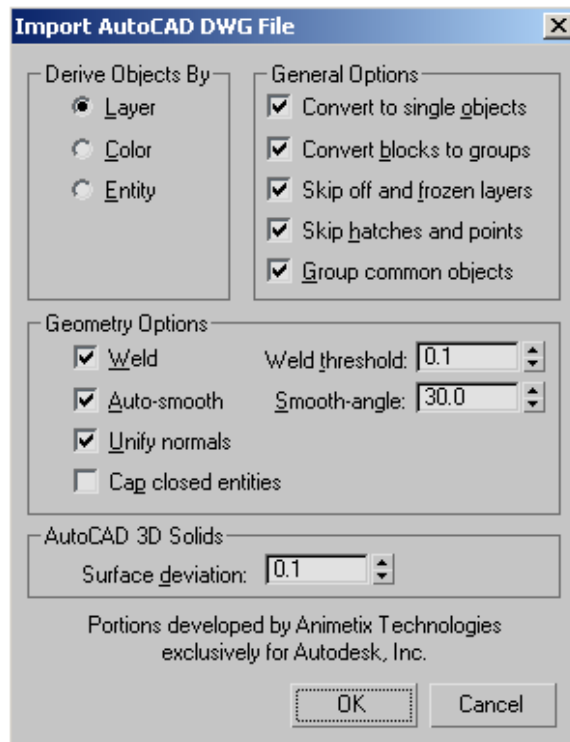 Import AutoCAD DWG File
Derive Objects By
Layer
Color
Entity
General Options
Convert to single objects
Convert blocks to groups
Skip off and frozen layers
Skip hatches and points
Group common objects
Geometry Options
Weld
Weld threshold: 0.1
Auto-smooth
Smooth-angle: 30.0
Unify normals
Cap closed entities
AutoCAD 3D Solids
Surface deviation: 0.1
Portions developed by Animetix Technologies
exclusively for Autodesk, Inc.
OK
Cancel